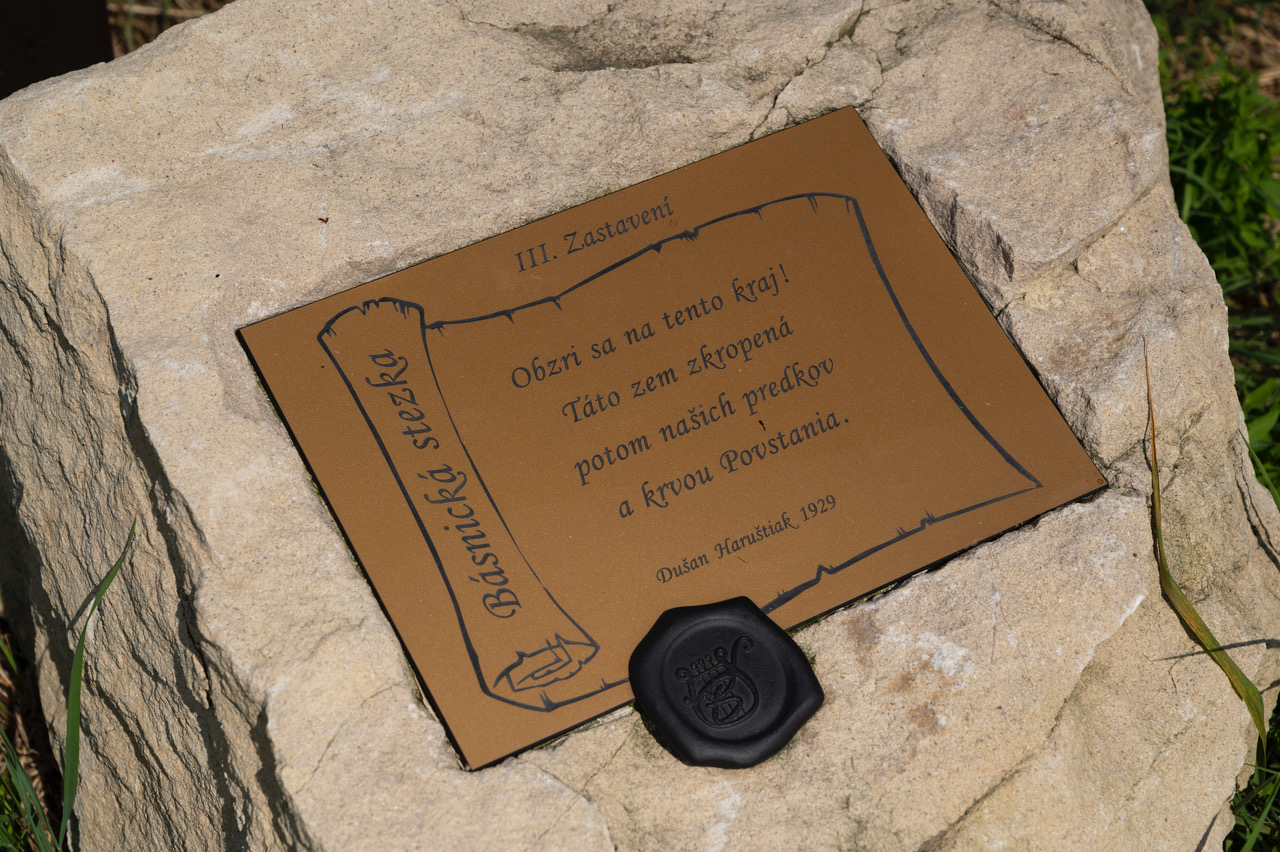 III. Zastavení
Básnická stezka
Obzri sa na tento kraj!
Táto zem zkropená
potom našich predkov
a krvou Povstania.
Dušan Haruštiak 1929